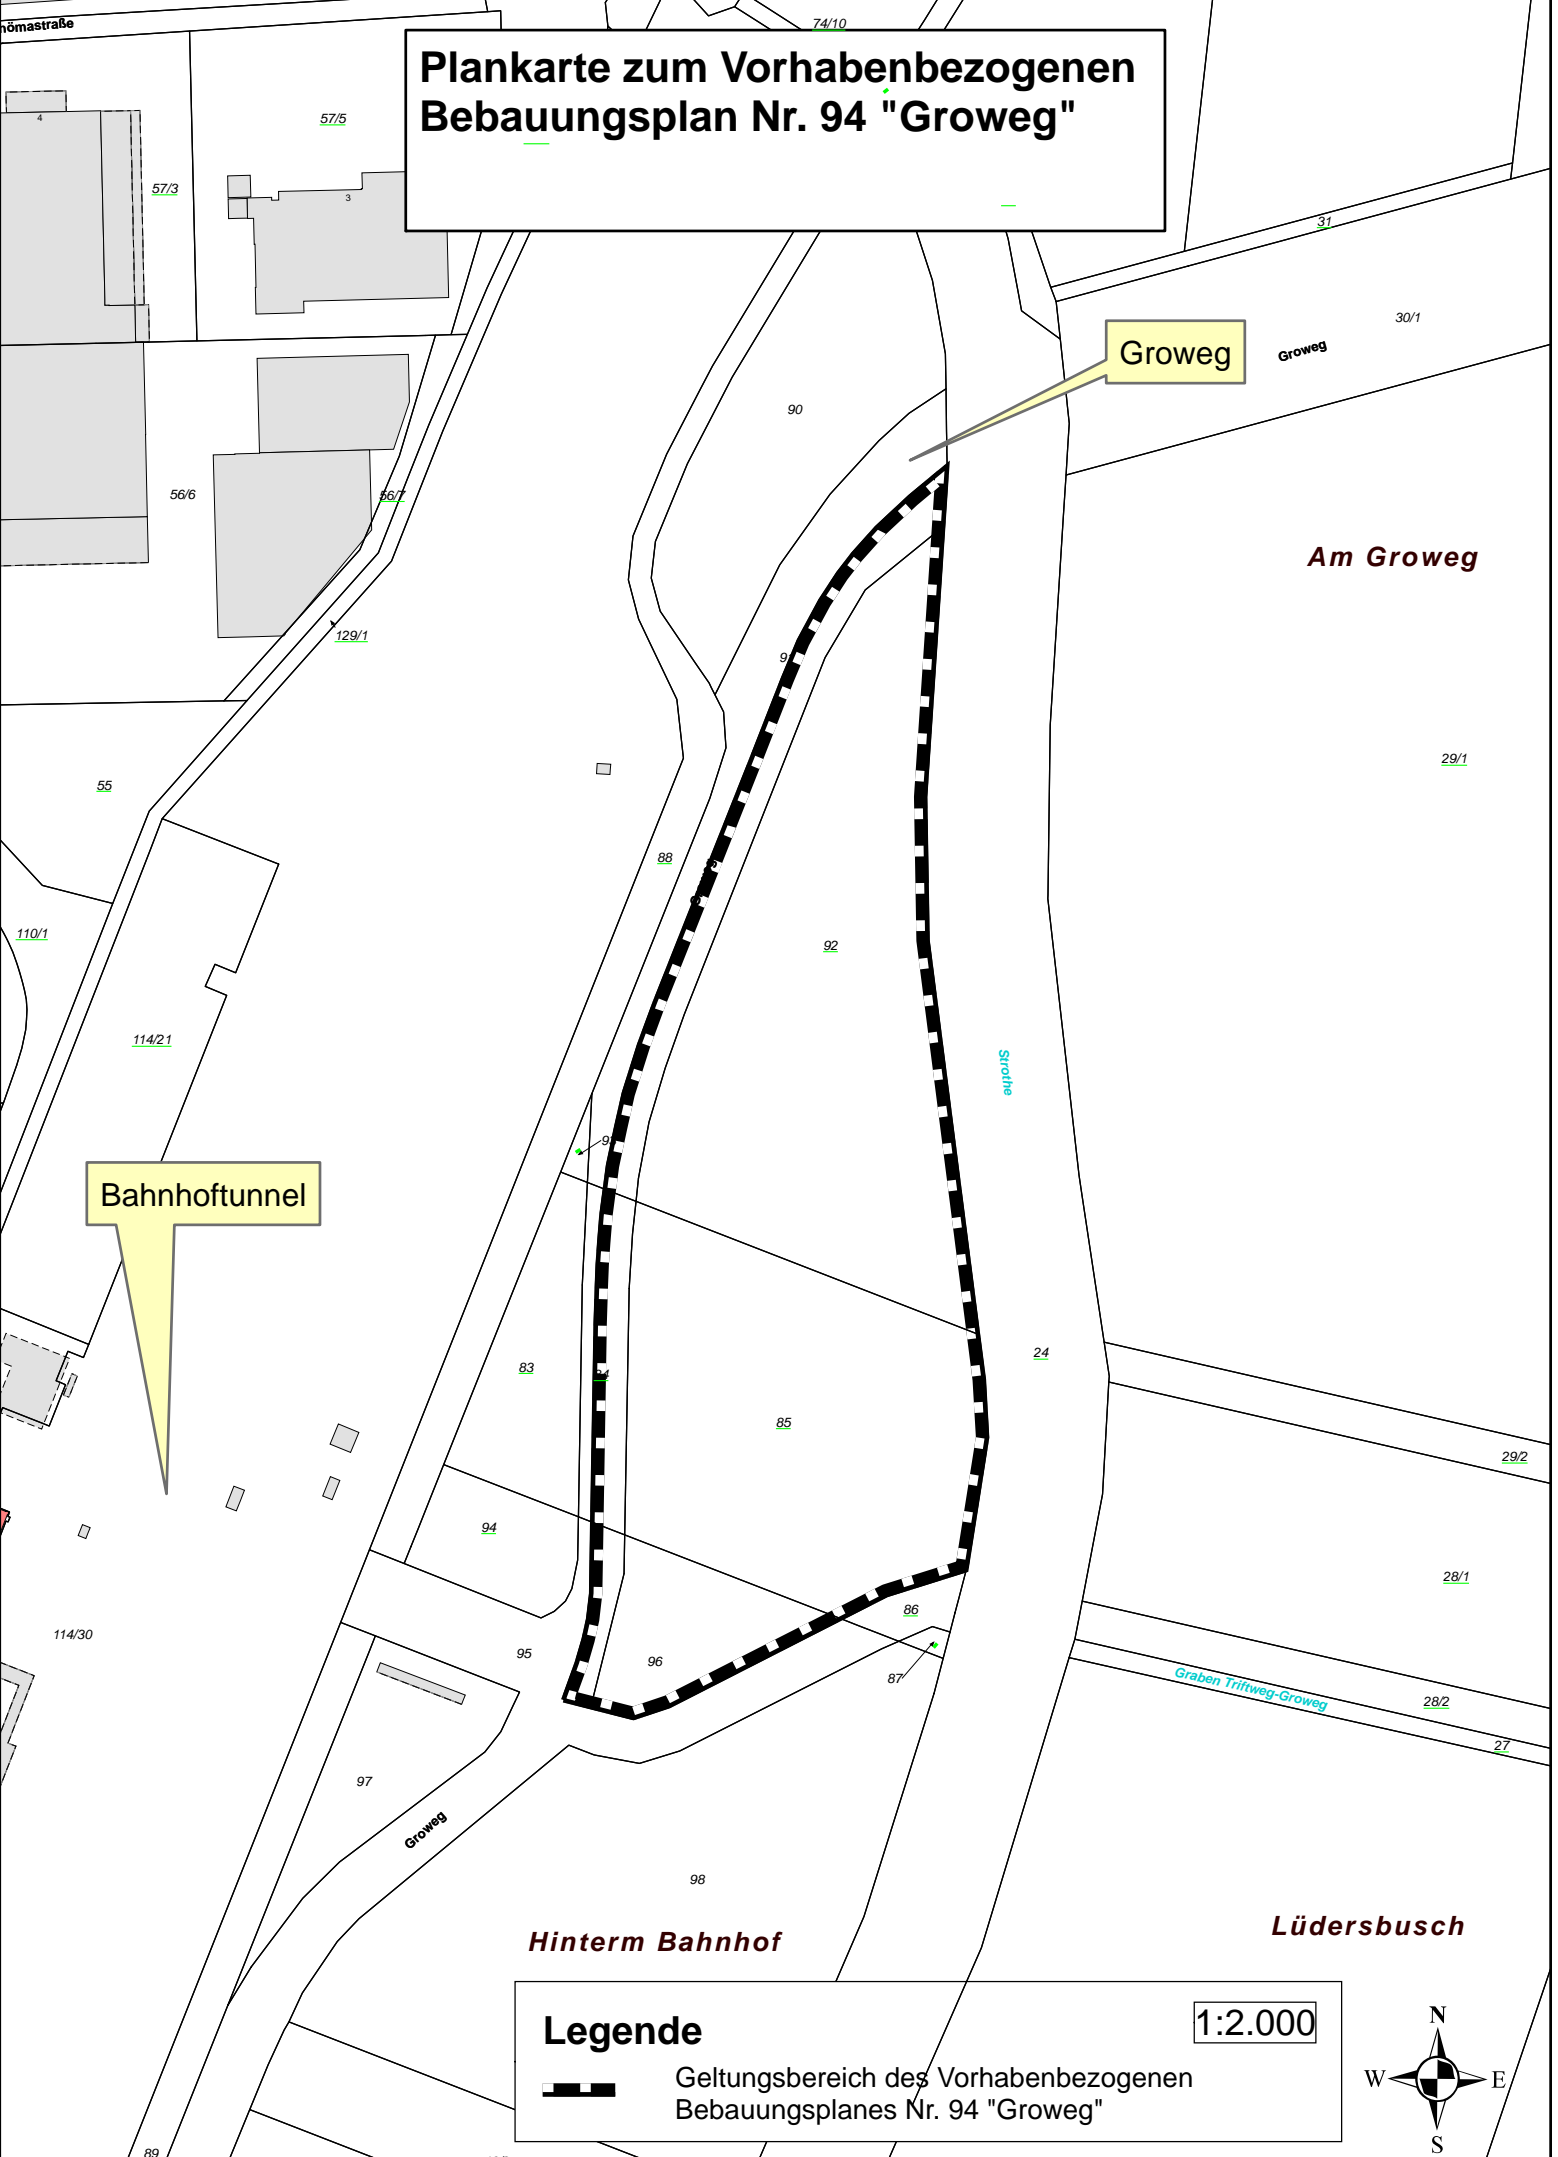 74/10
Plankarte zum Vorhabenbezogenen
Bebauungsplan Nr. 94 "Groweg"
4
57/5
57/3
3
31
30/1
Groweg
Groweg
90
56/6
56/7
Am Groweg
129/1
29/1
55
88
110/1
92
114/21
Strothe
Bahnhoftunnel
24
83
85
29/2
94
28/1
86
114/30
95
96
87
Graben Triftweg-Groweg
28/2
27
97
Groweg
98
Hinterm Bahnhof
Lüdersbusch
Legende
1:2.000
Geltungsbereich des Vorhabenbezogenen
Bebauungsplanes Nr. 94 "Groweg"
N
W
E
S
89